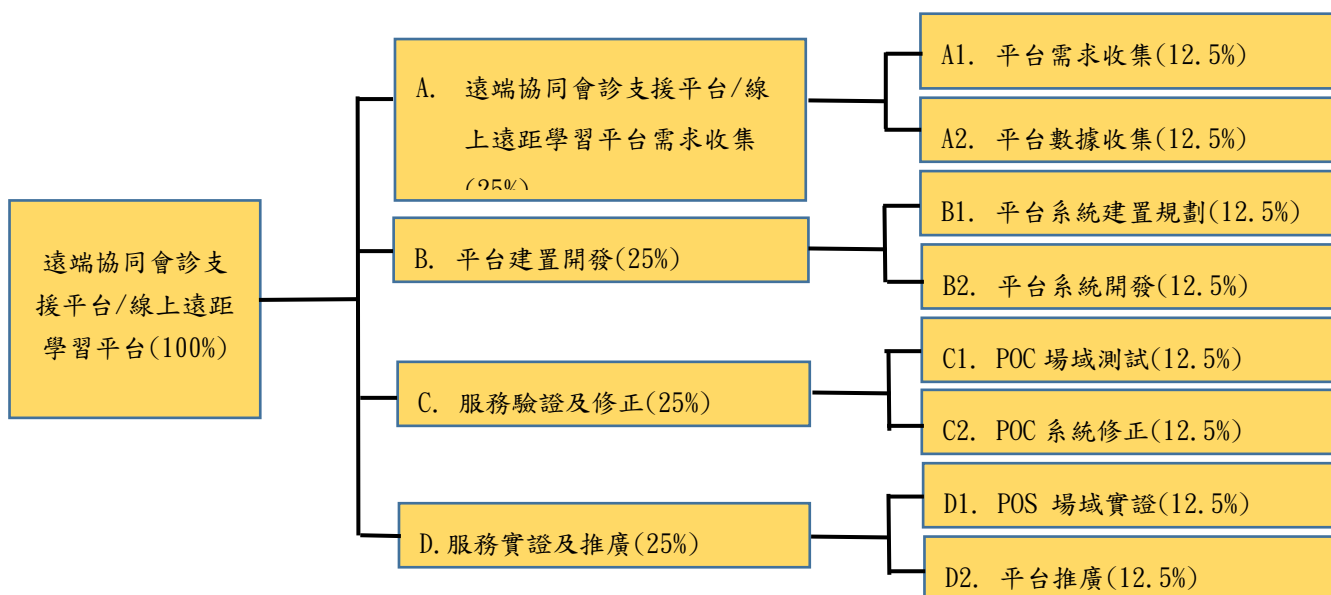 遠端協同會診支
援平台/線上遠距
學習平台(100%)
A. 遠端協同會診支援平台/線
上遠距學習平台需求收集
(25%)
A1. 平台需求收集(12.5%)
A2. 平台數據收集(12.5%)
B. 平台建置開發(25%)
B1. 平台系統建置規劃(12.5%)
B2. 平台系統開發(12.5%)
C. 服務驗證及修正(25%)
C1. POC 場域測試(12.5%)
C2. POC 系統修正(12.5%)
D.服務實證及推廣(25%)
D1. POS 場域實證(12.5%)
D2. 平台推廣(12.5%)